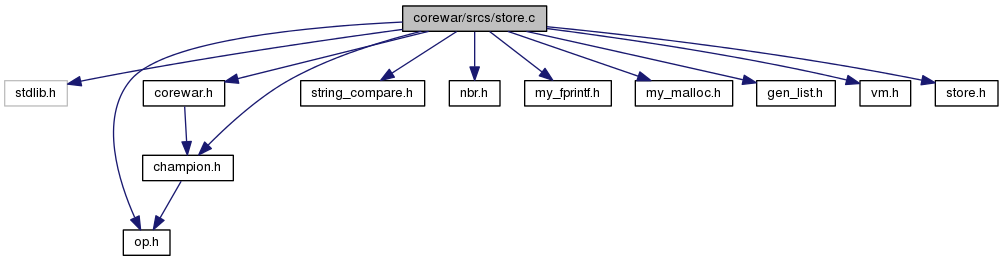 corewar/srcs/store.c
stdlib.h
corewar.h
string_compare.h
nbr.h
my_fprintf.h
my_malloc.h
gen_list.h
vm.h
store.h
champion.h
op.h